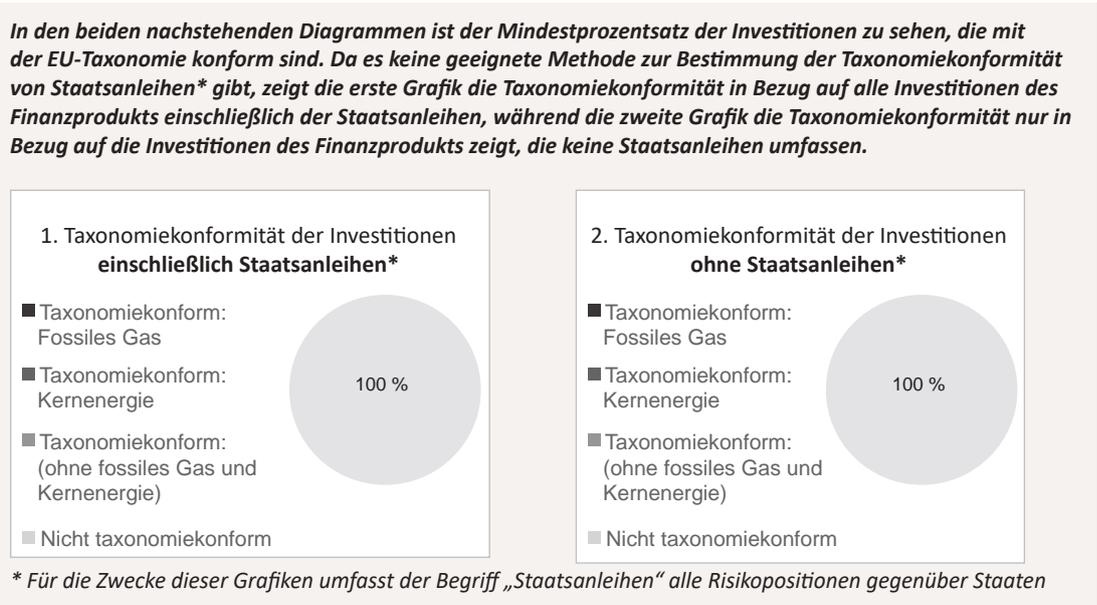 In den beiden nachstehenden Diagrammen ist der Mindestprozentsatz der Investitionen zu sehen, die mit
der EU-Taxonomie konform sind. Da es keine geeignete Methode zur Bestimmung der Taxonomiekonformität
von Staatsanleihen* gibt, zeigt die erste Grafik die Taxonomiekonformität in Bezug auf alle Investitionen des
Finanzprodukts einschließlich der Staatsanleihen, während die zweite Grafik die Taxonomiekonformität nur in
Bezug auf die Investitionen des Finanzprodukts zeigt, die keine Staatsanleihen umfassen.
1. Taxonomiekonformität der Investitionen
einschließlich Staatsanleihen*
Taxonomiekonform:
Fossiles Gas
Taxonomiekonform:
Kernenergie
Taxonomiekonform:
(ohne fossiles Gas und
Kernenergie)
Nicht taxonomiekonform
100 %
2. Taxonomiekonformität der Investitionen
ohne Staatsanleihen*
Taxonomiekonform:
Fossiles Gas
Taxonomiekonform:
Kernenergie
Taxonomiekonform:
(ohne fossiles Gas und
Kernenergie)
Nicht taxonomiekonform
100 %
* Für die Zwecke dieser Grafiken umfasst der Begriff „Staatsanleihen“ alle Risikopositionen gegenüber Staaten